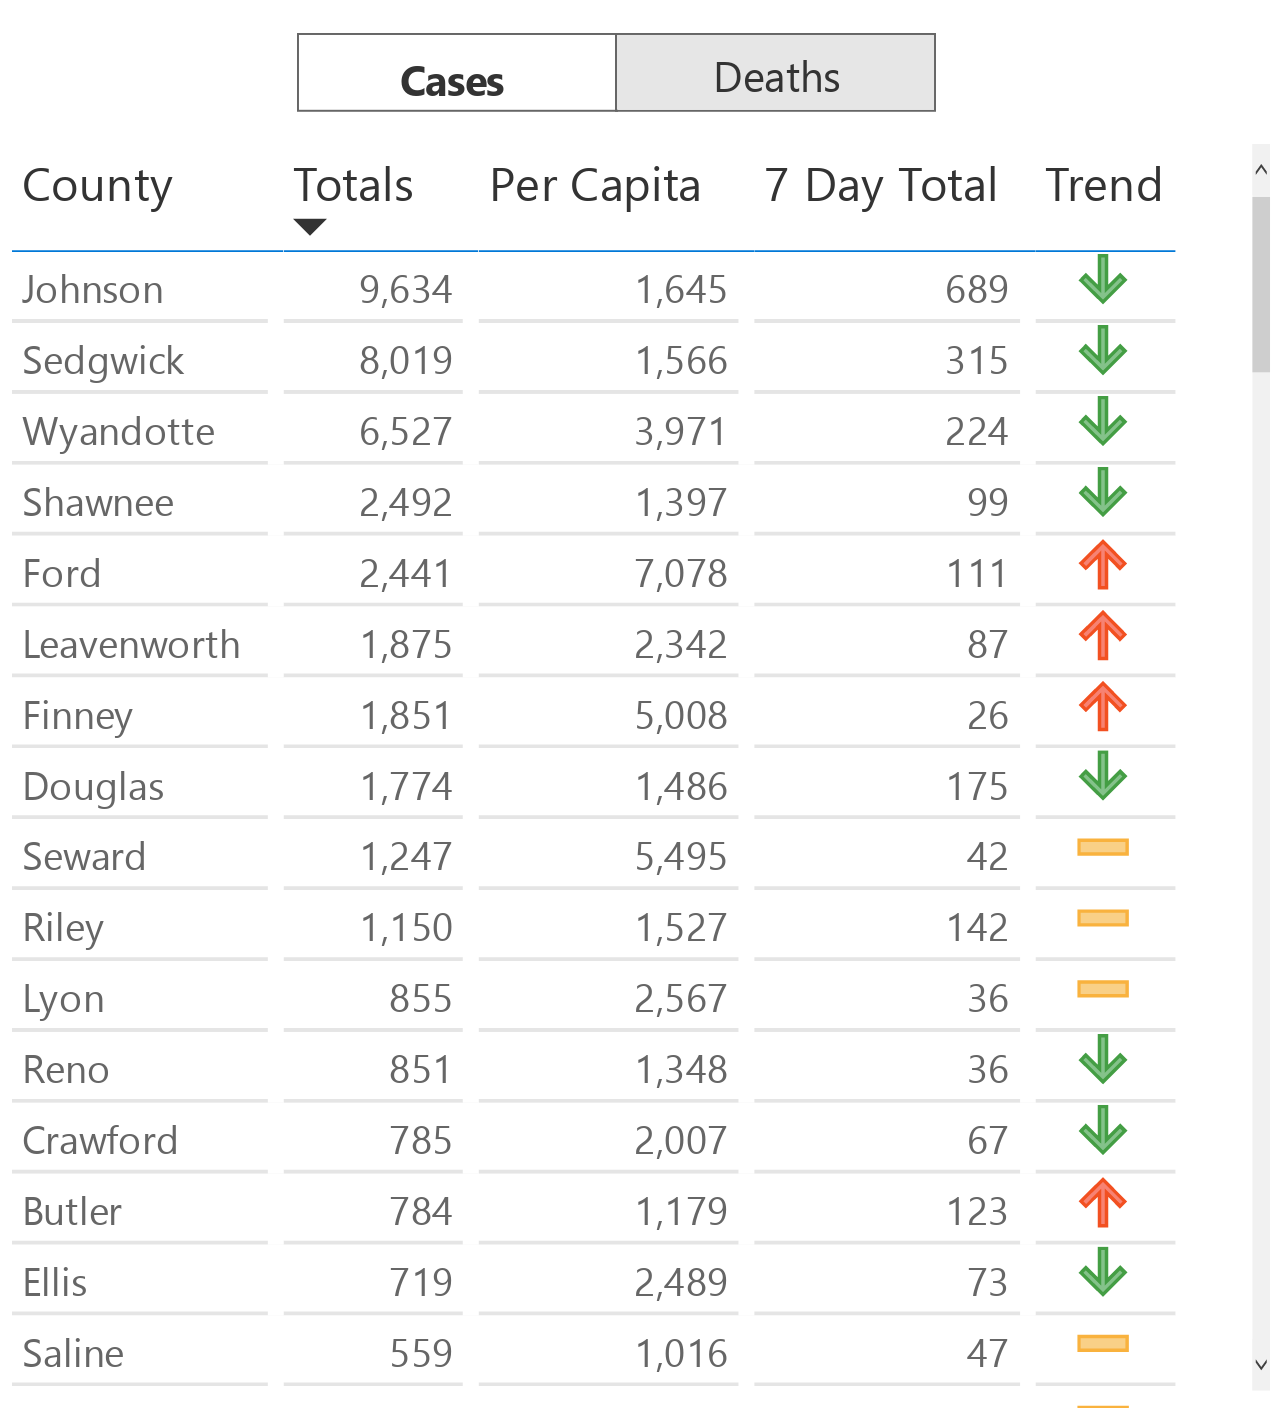 Cases Deaths
County Totals Per Capita 7 Day Total Trend
Johnson 9,634 1,645 689
Sedgwick 8,019 1,566 315
Wyandotte 6,527 3,971 224
Shawnee 2,492 1,397 99
Ford 2,441 7,078 111
Leavenworth 1,875 2,342 87
Finney 1,851 5,008 26
Douglas 1,774 1,486 175
Seward 1,247 5,495 42
Riley 1,150 1,527 142
Lyon 855 2,567 36
Reno 851 1,348 36
Crawford 785 2,007 67
Butler 784 1,179 123
Ellis 719 2,489 73
Saline 559 1,016 47